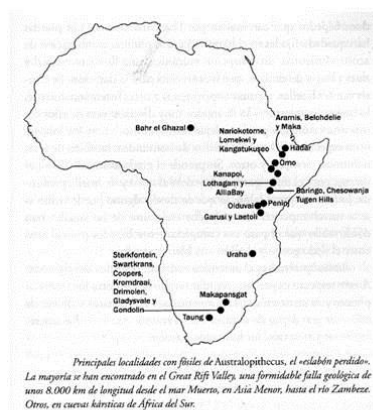 Aramis, Belohdelie
y Maka
Bahr el Ghazal
Nariokotome,
Lomekwi y
Kangatukuseo
Hadar
Omo
Kanapoi,
Lothagam y
AlliaBay
Baringo, Chesowanja
Tugen Hills
Olduvai
Peninj
Garusi y Laetoli
Uraha
Sterkfontein,
Swartkrans,
Coopers,
Kromdraai,
Drimolen,
Gladysvale y
Gondolin
Makapansgat
Taung
Principales localidades con fósiles de Australopithecus, el «eslabón perdido».
La mayoría se han encontrado en el Great Rift Valley, una formidable falla geológica de
unos 8.000 km de longitud desde el mar Muerto, en Asia Menor, hasta el río Zambeze.
Otros, en cuevas kársticas de África del Sur.